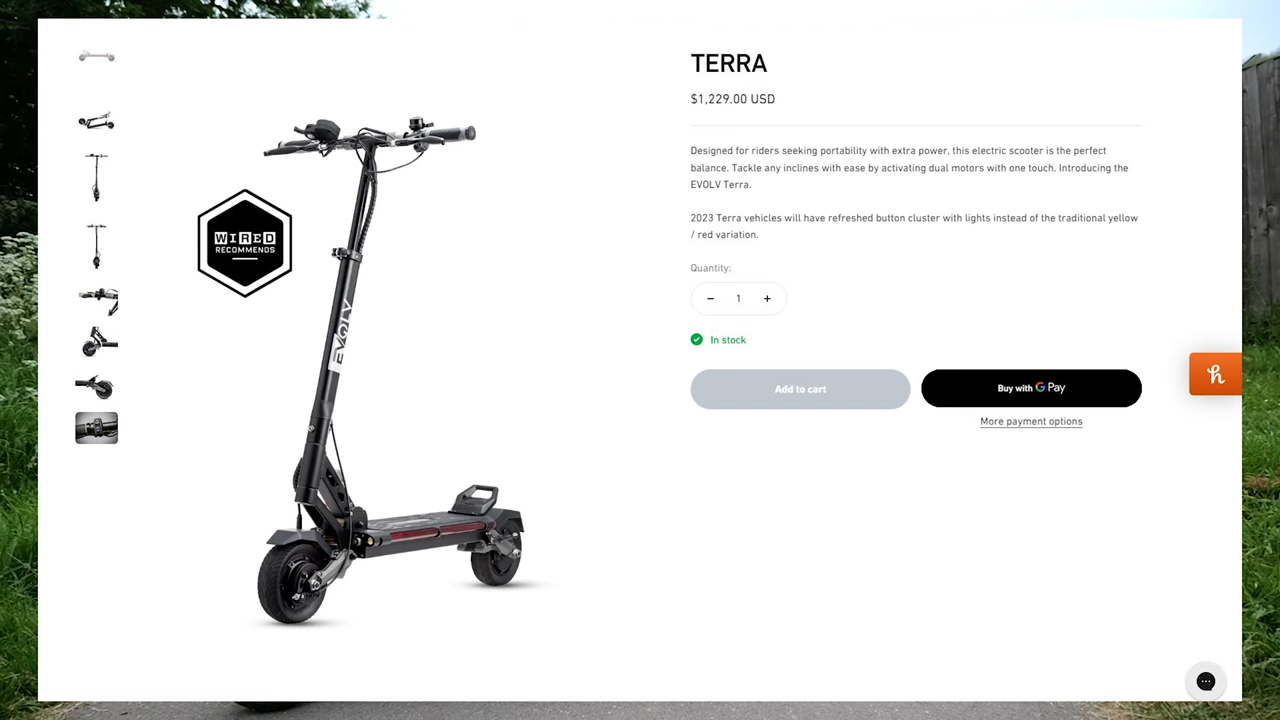 TERRA
$1,229.00 USD
Designed for riders seeking portability with extra power, this electric scooter is the perfect
balance. Tackle any inclines with ease by activating dual motors with one touch. Introducing the
EVOLV Terra.
2023 Terra vehicles will have refreshed button cluster with lights instead of the traditional yellow
/ red variation.
Quantity:
− 1 +
In stock
Add to cart
Buy with G Pay
More payment options
WIRED
RECOMMENDS
EVOLV
h